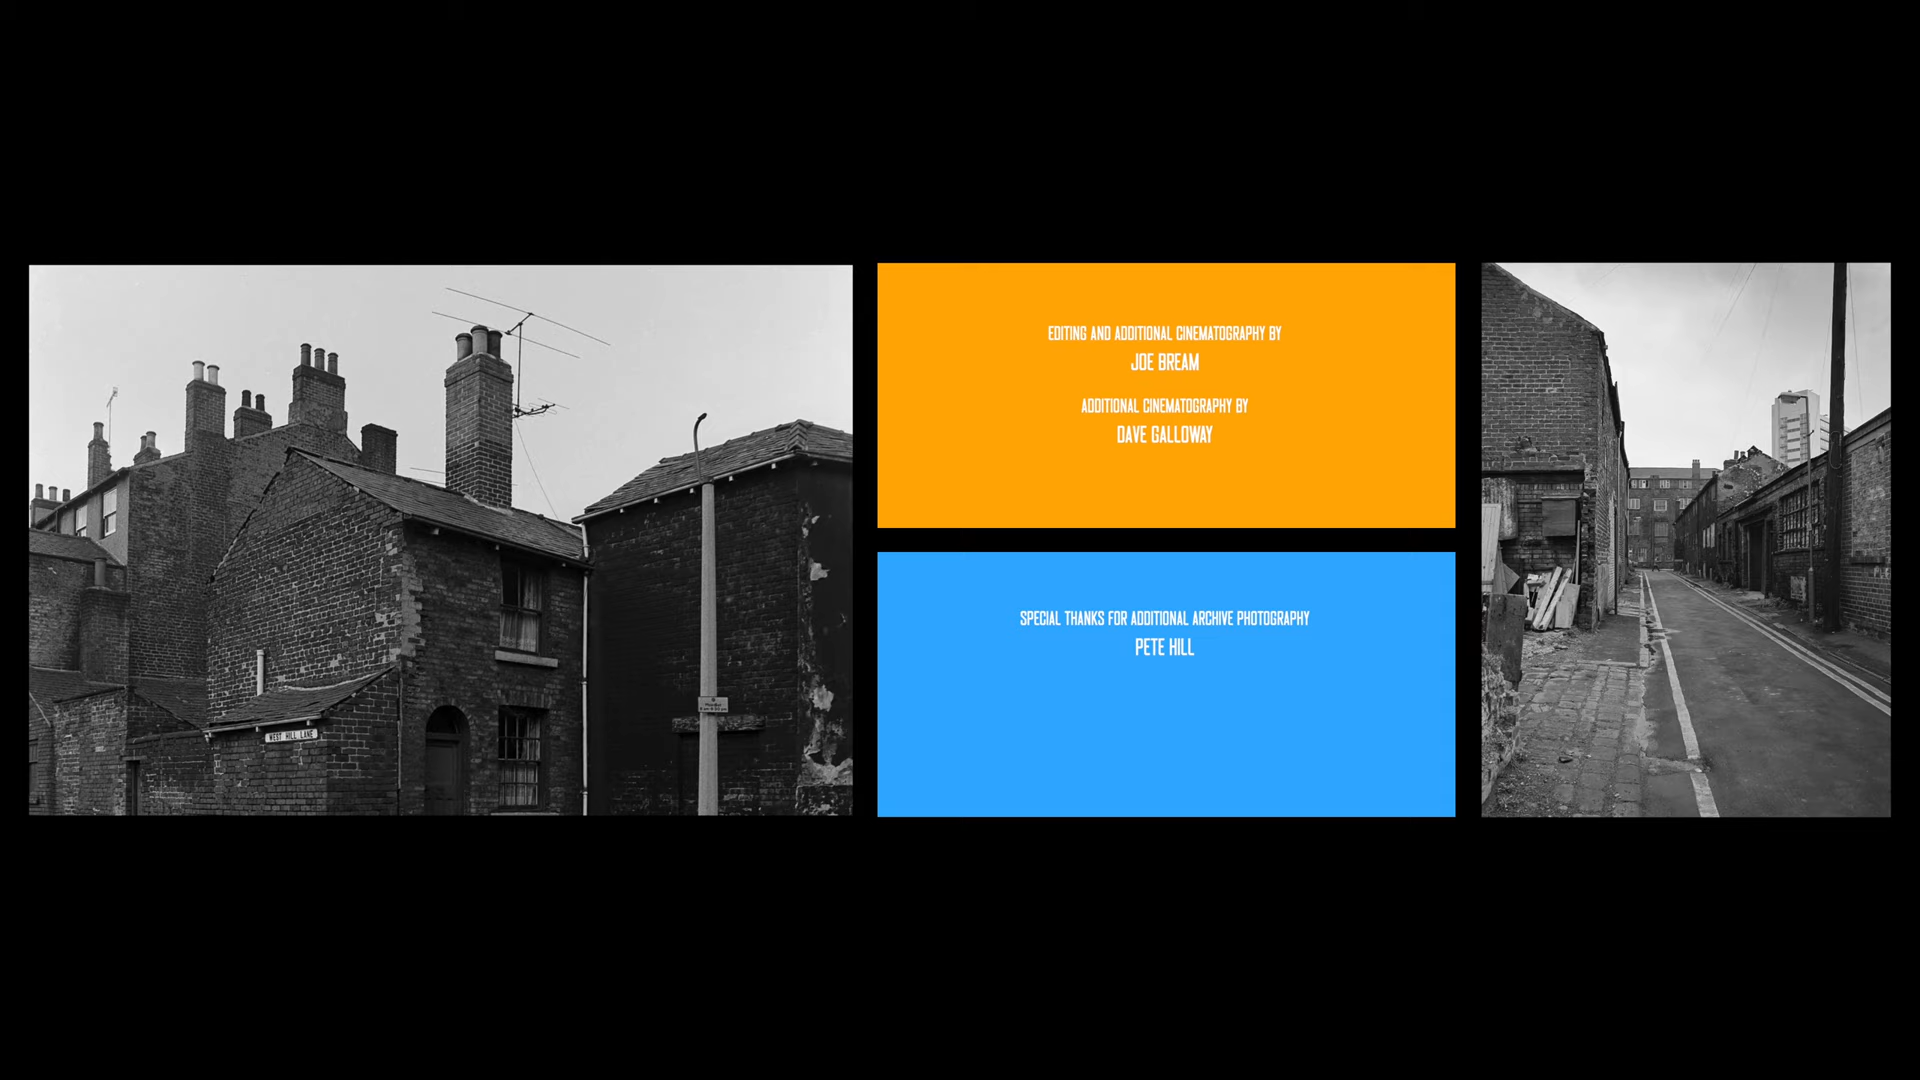 WEST HILL LANE
EDITING AND ADDITIONAL CINEMATOGRAPHY BY
JOE BREAM
ADDITIONAL CINEMATOGRAPHY BY
DAVE GALLOWAY
SPECIAL THANKS FOR ADDITIONAL ARCHIVE PHOTOGRAPHY
PETE HILL